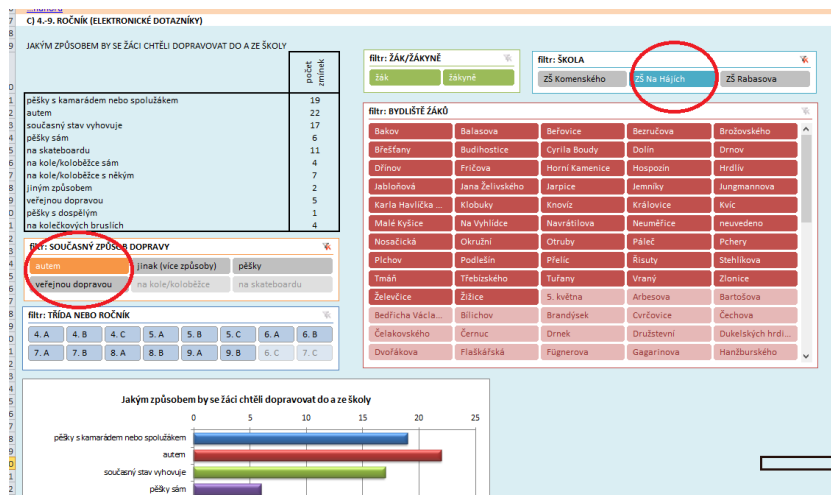 ...nahoru
C) 4.-9. ROČNÍK (ELEKTRONICKÉ DOTAZNÍKY)
JAKÝM ZPŮSOBEM BY SE ŽÁCI CHTĚLI DOPRAVOVAT DO A ZE ŠKOLY
počet zmínek
pěšky s kamarádem nebo spolužákem 19
autem 22
současný stav vyhovuje 17
pěšky sám 6
na skateboardu 11
na kole/koloběžce sám 4
na kole/koloběžce s někým 7
jiným způsobem 2
veřejnou dopravou 5
pěšky s dospělým 1
na kolečkových bruslích 4
filtr: ŽÁK/ŽÁKYNĚ
žák žákyně
filtr: ŠKOLA
ZŠ Komenského ZŠ Na Hájích ZŠ Rabasova
filtr: BYDLIŠTĚ ŽÁKŮ
Bakov Balasova Beřovice Bezručova Brožovského
Břešťany Budihostice Cyrila Boudy Dolín Drnov
Dřínov Fričova Horní Kamenice Hospozín Hrdlív
Jabloňová Jana Želivského Jarpice Jemníky Jungmannova
Karla Havlíčka ... Klobuky Knovíz Královice Kvíc
Malé Kyšice Na Vyhlídce Navrátilova Neuměřice neuvedeno
Nosačická Okružní Otruby Páleč Pchery
Plchov Podlešín Přelíc Řisuty Stehlíkova
Tmáň Třebízského Tuřany Vraný Zlonice
Želevčice Žižice 5. května Arbesova Bartošova
Bedřicha Václa... Bílichov Brandýsek Cvrčovice Čechova
Čelakovského Černuc Drnek Družstevní Dukelských hrdi...
Dvořákova Flaškářská Fügnerova Gagarinova Hanžburského
filtr: SOUČASNÝ ZPŮSOB DOPRAVY
autem jinak (více způsoby) pěšky
veřejnou dopravou na kole/koloběžce na skateboardu
filtr: TŘÍDA NEBO ROČNÍK
4. A 4. B 4. C 5. A 5. B 5. C 6. A 6. B
7. A 7. B 8. A 8. B 9. A 9. B 6. C 7. C
Jakým způsobem by se žáci chtěli dopravovat do a ze školy
0 5 10 15 20 25
pěšky s kamarádem nebo spolužákem
autem
současný stav vyhovuje
pěšky sám